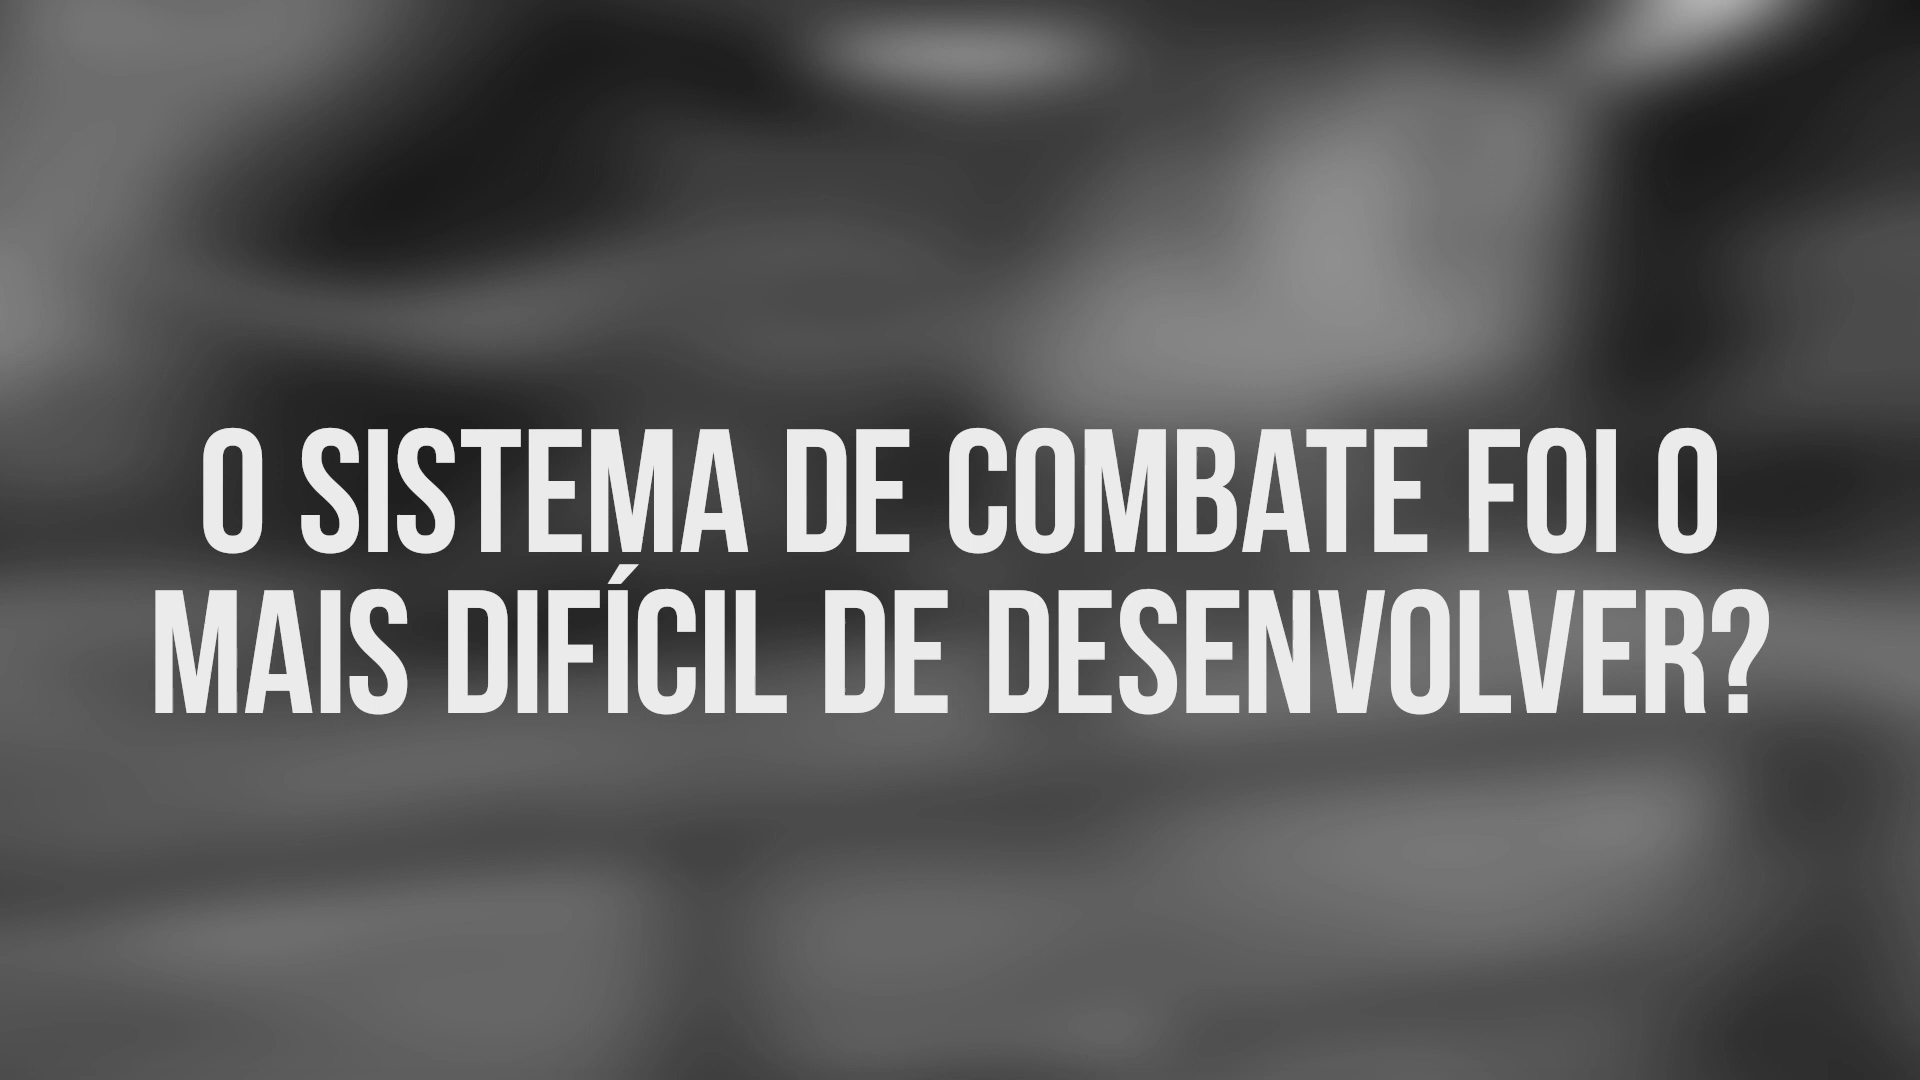 O SISTEMA DE COMBATE FOI O
MAIS DIFÍCIL DE DESENVOLVER?